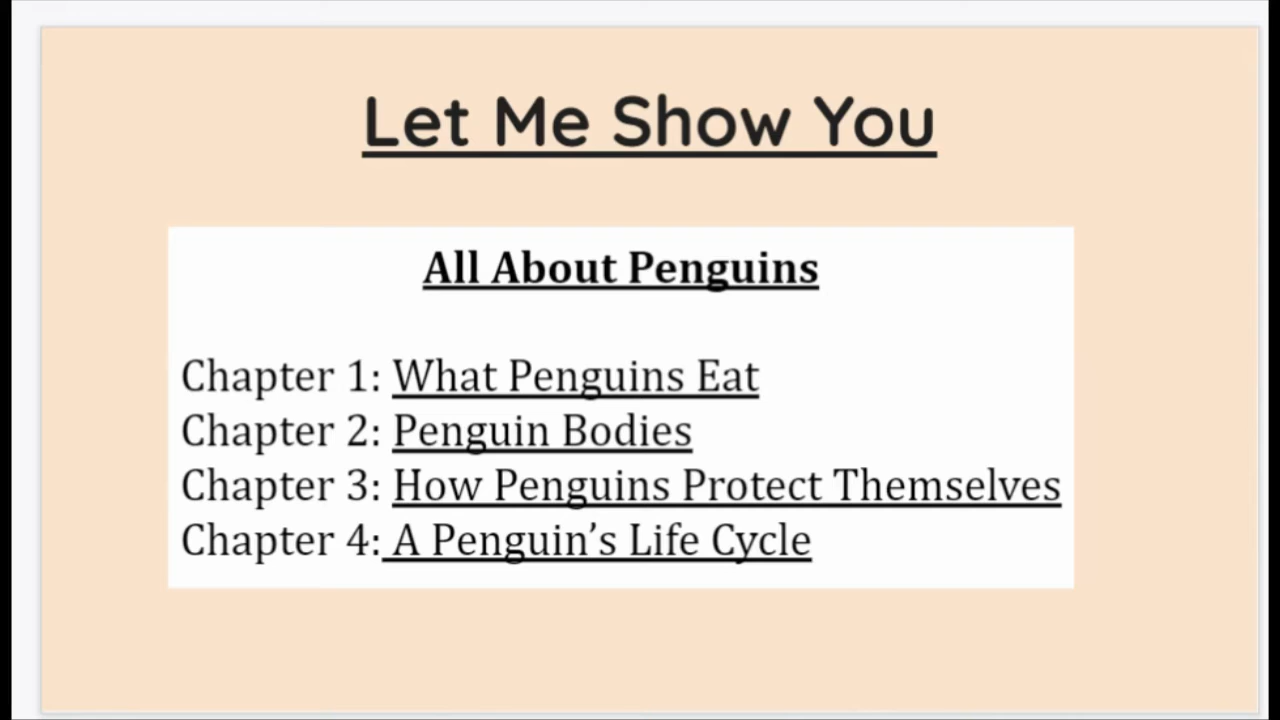 Let Me Show You
All About Penguins
Chapter 1: What Penguins Eat
Chapter 2: Penguin Bodies
Chapter 3: How Penguins Protect Themselves
Chapter 4: A Penguin’s Life Cycle